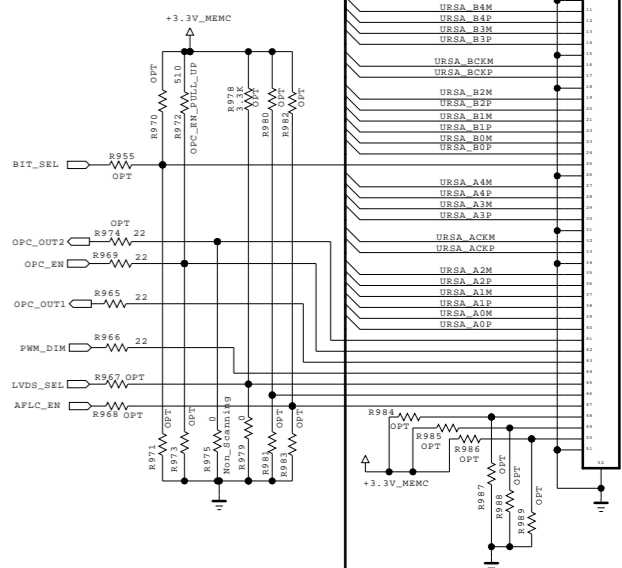 URSA_B4M
URSA_B4P
URSA_B3M
URSA_B3P
URSA_BCKM
URSA_BCKP
URSA_B2M
URSA_B2P
URSA_B1M
URSA_B1P
URSA_B0M
URSA_B0P
URSA_A4M
URSA_A4P
URSA_A3M
URSA_A3P
URSA_ACKM
URSA_ACKP
URSA_A2M
URSA_A2P
URSA_A1M
URSA_A1P
URSA_A0M
URSA_A0P
+3.3V_MEMC
R970 OPT
R972 510
OPC_EN_PULL_UP
R978 3.3K
OPT
R980 OPT
R982 OPT
BIT_SEL R955
OPT
OPT
OPC_OUT2 R974 22
OPC_EN R969 22
OPC_OUT1 R965 22
PWM_DIM R966 22
LVDS_SEL R967 OPT
AFLC_EN R968 OPT
R971 OPT
R973 OPT
R975 0
Non_Scanning
R979 0
R981 OPT
R983 OPT
R984
OPT
R985
OPT
R986
OPT
+3.3V_MEMC
R987 OPT
R988 OPT
R989 OPT